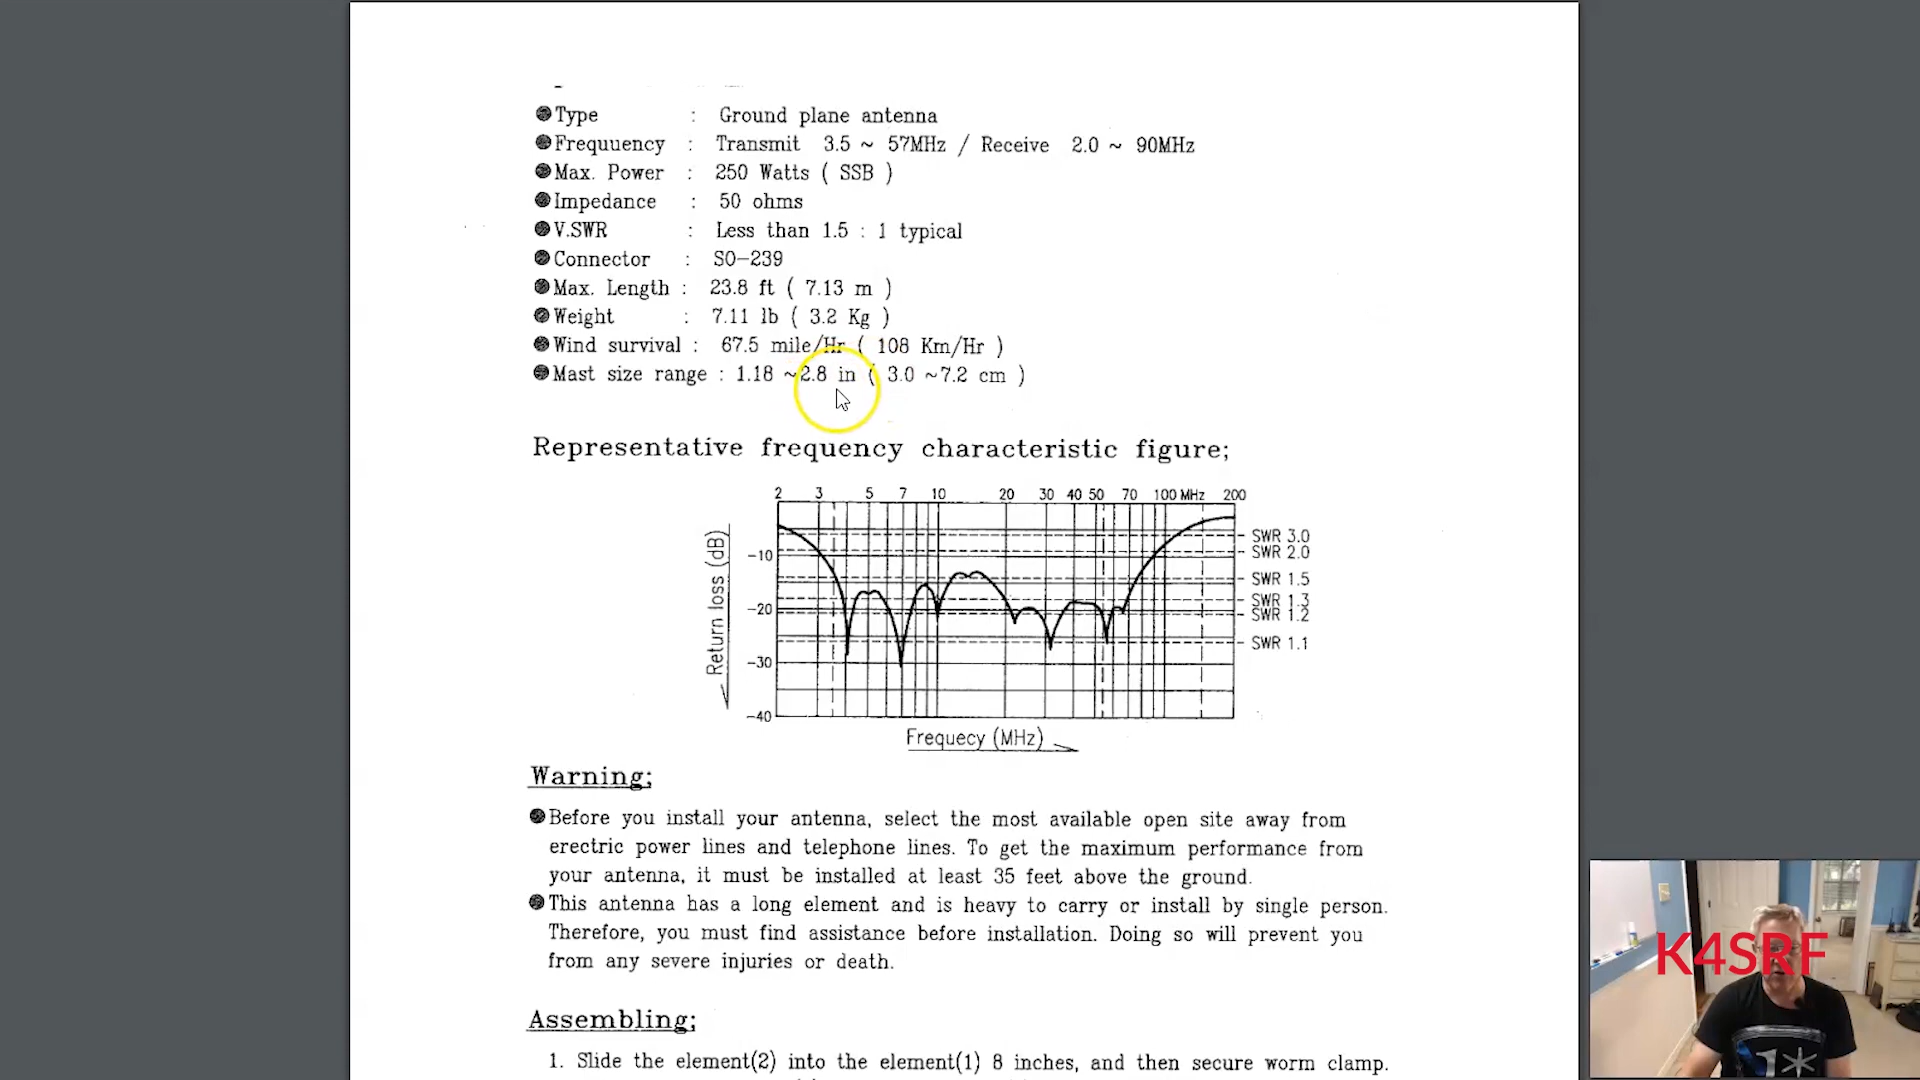 ●Type : Ground plane antenna
●Frequuency : Transmit 3.5 ~ 57MHz / Receive 2.0 ~ 90MHz
●Max. Power : 250 Watts ( SSB )
●Impedance : 50 ohms
●V.SWR : Less than 1.5 : 1 typical
●Connector : SO-239
●Max. Length : 23.8 ft ( 7.13 m )
●Weight : 7.11 lb ( 3.2 Kg )
●Wind survival : 67.5 mile/Hr ( 108 Km/Hr )
●Mast size range : 1.18 ~2.8 in ( 3.0 ~7.2 cm )
Representative frequency characteristic figure;
2 3 5 7 10 20 30 40 50 70 100 MHz 200
SWR 3.0
SWR 2.0
-10
SWR 1.5
SWR 1.3
-20
SWR 1.2
SWR 1.1
-30
-40
Return loss (dB)
Frequecy (MHz)
Warning;
●Before you install your antenna, select the most available open site away from
erectric power lines and telephone lines. To get the maximum performance from
your antenna, it must be installed at least 35 feet above the ground.
●This antenna has a long element and is heavy to carry or install by single person.
Therefore, you must find assistance before installation. Doing so will prevent you
from any severe injuries or death.
K4SRF
Assembling;
1. Slide the element(2) into the element(1) 8 inches, and then secure worm clamp.
1*